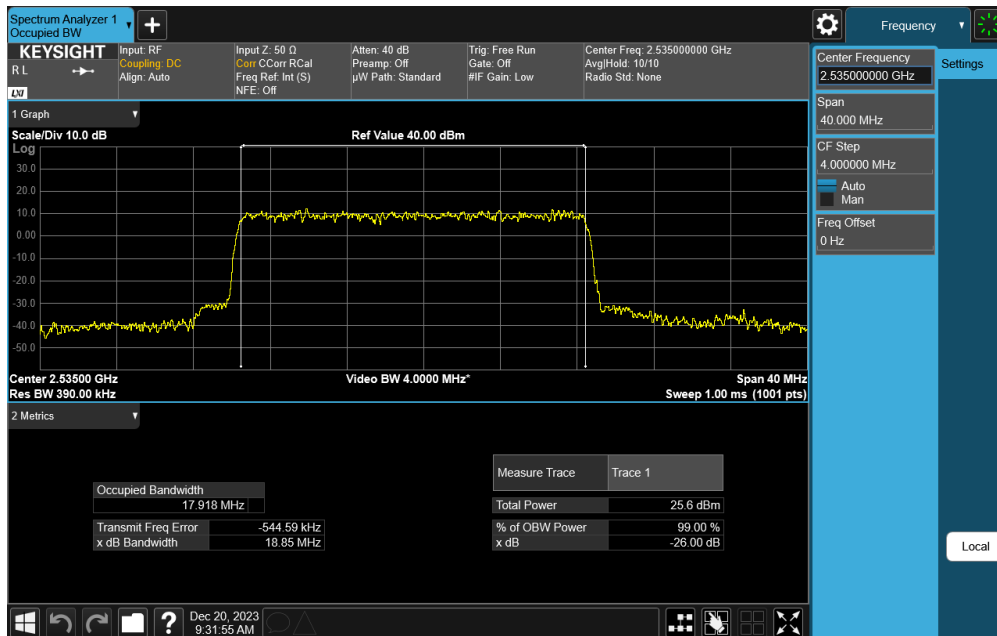 Spectrum Analyzer 1
Occupied BW
Frequency
KEYSIGHT
R L
LXI
Input: RF
Coupling: DC
Align: Auto
Input Z: 50 Ω
Corr CCorr RCal
Freq Ref: Int (S)
NFE: Off
Atten: 40 dB
Preamp: Off
µW Path: Standard
Trig: Free Run
Gate: Off
#IF Gain: Low
Center Freq: 2.535000000 GHz
Avg|Hold: 10/10
Radio Std: None
Center Frequency
2.535000000 GHz
Settings
Span
40.000 MHz
CF Step
4.000000 MHz
Auto
Man
Freq Offset
0 Hz
1 Graph
Scale/Div 10.0 dB
Ref Value 40.00 dBm
Log
30.0
20.0
10.0
0.00
-10.0
-20.0
-30.0
-40.0
-50.0
Center 2.53500 GHz
Video BW 4.0000 MHz*
Span 40 MHz
Res BW 390.00 kHz
Sweep 1.00 ms (1001 pts)
2 Metrics
Measure Trace
Trace 1
Occupied Bandwidth
17.918 MHz
Total Power
25.6 dBm
Transmit Freq Error
-544.59 kHz
% of OBW Power
99.00 %
x dB Bandwidth
18.85 MHz
x dB
-26.00 dB
Local
?
Dec 20, 2023
9:31:55 AM